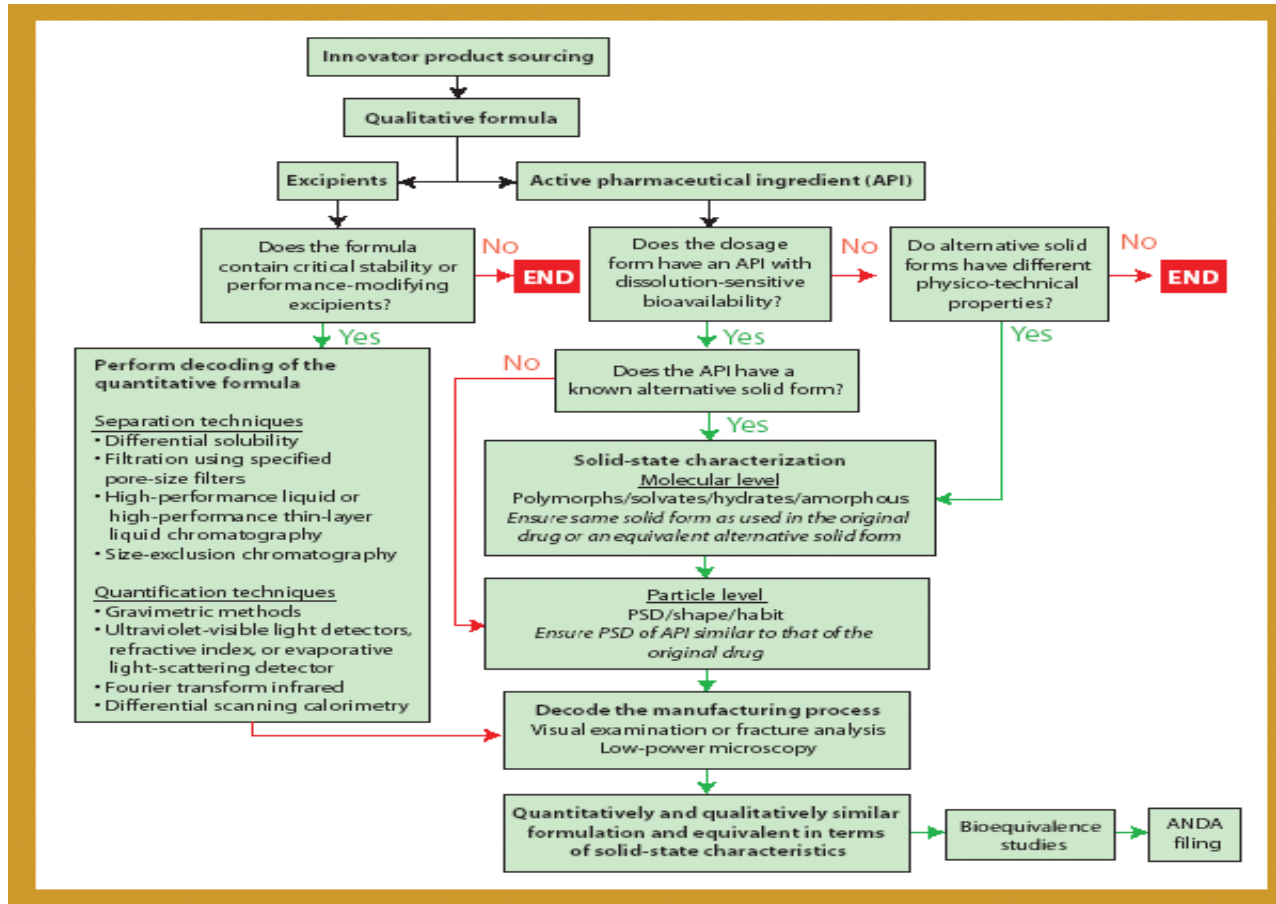 Innovator product sourcing
Qualitative formula
Excipients
Active pharmaceutical ingredient (API)
Does the formula
contain critical stability or
performance-modifying
excipients?
No
END
Does the dosage
form have an API with
dissolution-sensitive
bioavailability?
No
Do alternative solid
forms have different
physico-technical
properties?
No
END
Yes
Yes
Yes
Perform decoding of the
quantitative formula
Separation techniques
• Differential solubility
• Filtration using specified
pore-size filters
• High-performance liquid or
high-performance thin-layer
liquid chromatography
• Size-exclusion chromatography
Quantification techniques
• Gravimetric methods
• Ultraviolet-visible light detectors,
refractive index, or evaporative
light-scattering detector
• Fourier transform infrared
• Differential scanning calorimetry
No
Does the API have a
known alternative solid form?
Yes
Solid-state characterization
Molecular level
Polymorphs/solvates/hydrates/amorphous
Ensure same solid form as used in the original
drug or an equivalent alternative solid form
Particle level
PSD/shape/habit
Ensure PSD of API similar to that of the
original drug
Decode the manufacturing process
Visual examination or fracture analysis
Low-power microscopy
Quantitatively and qualitatively similar
formulation and equivalent in terms
of solid-state characteristics
Bioequivalence
studies
ANDA
filing